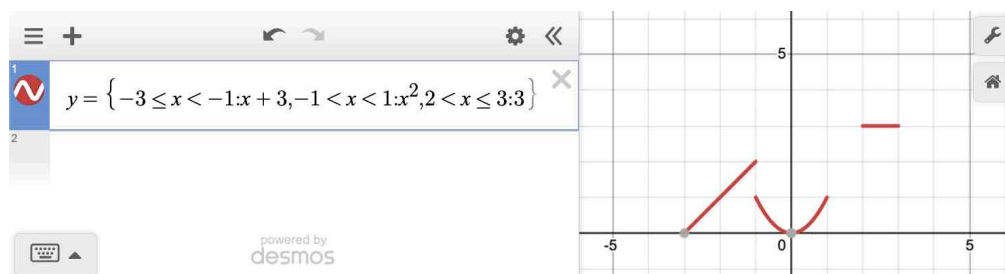 1
y = {−3 ≤ x < −1:x + 3,−1 < x < 1:x²,2 < x ≤ 3:3}
2
powered by
desmos
5
-5
0
5